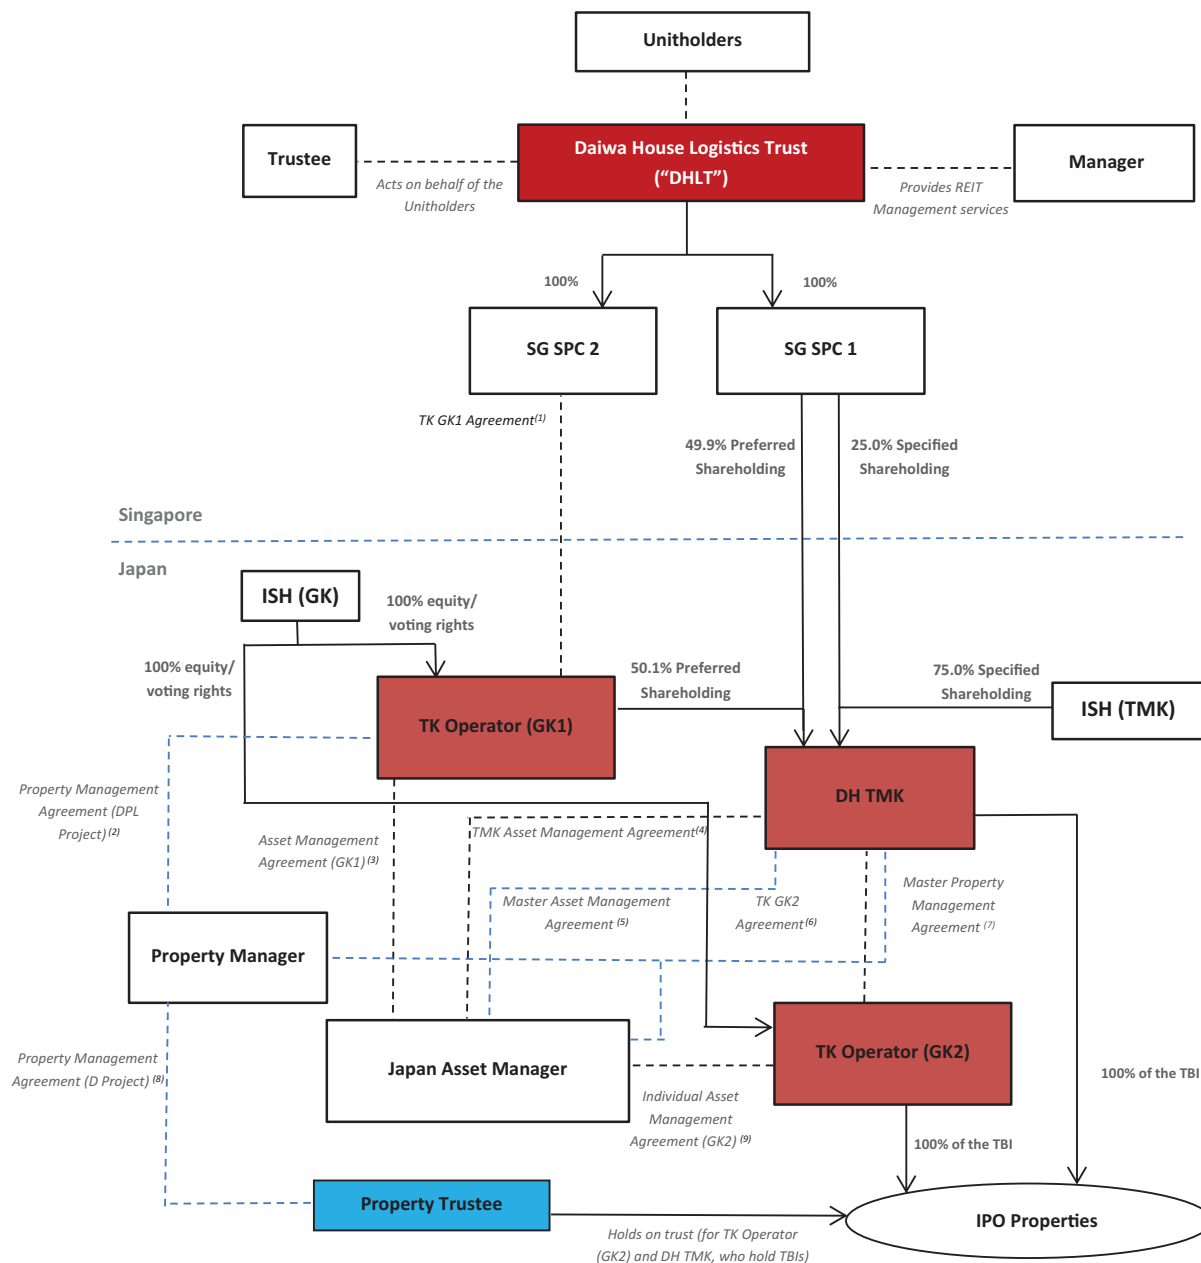 Unitholders
Trustee
Daiwa House Logistics Trust
(“DHLT”)
Manager
Acts on behalf of the
Unitholders
Provides REIT
Management services
100%
100%
SG SPC 2
SG SPC 1
TK GK1 Agreement(1)
49.9% Preferred
Shareholding
25.0% Specified
Shareholding
Singapore
Japan
ISH (GK)
100% equity/
voting rights
100% equity/
voting rights
50.1% Preferred
Shareholding
75.0% Specified
Shareholding
ISH (TMK)
TK Operator (GK1)
DH TMK
Property Management
Agreement (DPL
Project) (2)
Asset Management
Agreement (GK1) (3)
TMK Asset Management Agreement(4)
Master Asset Management
Agreement (5)
TK GK2
Agreement(6)
Master Property
Management
Agreement (7)
Property Manager
Japan Asset Manager
TK Operator (GK2)
Property Management
Agreement (D Project) (8)
Individual Asset
Management
Agreement (GK2) (9)
100% of the TBI
100% of the TBI
Property Trustee
IPO Properties
Holds on trust (for TK Operator
(GK2) and DH TMK, who hold TBIs)